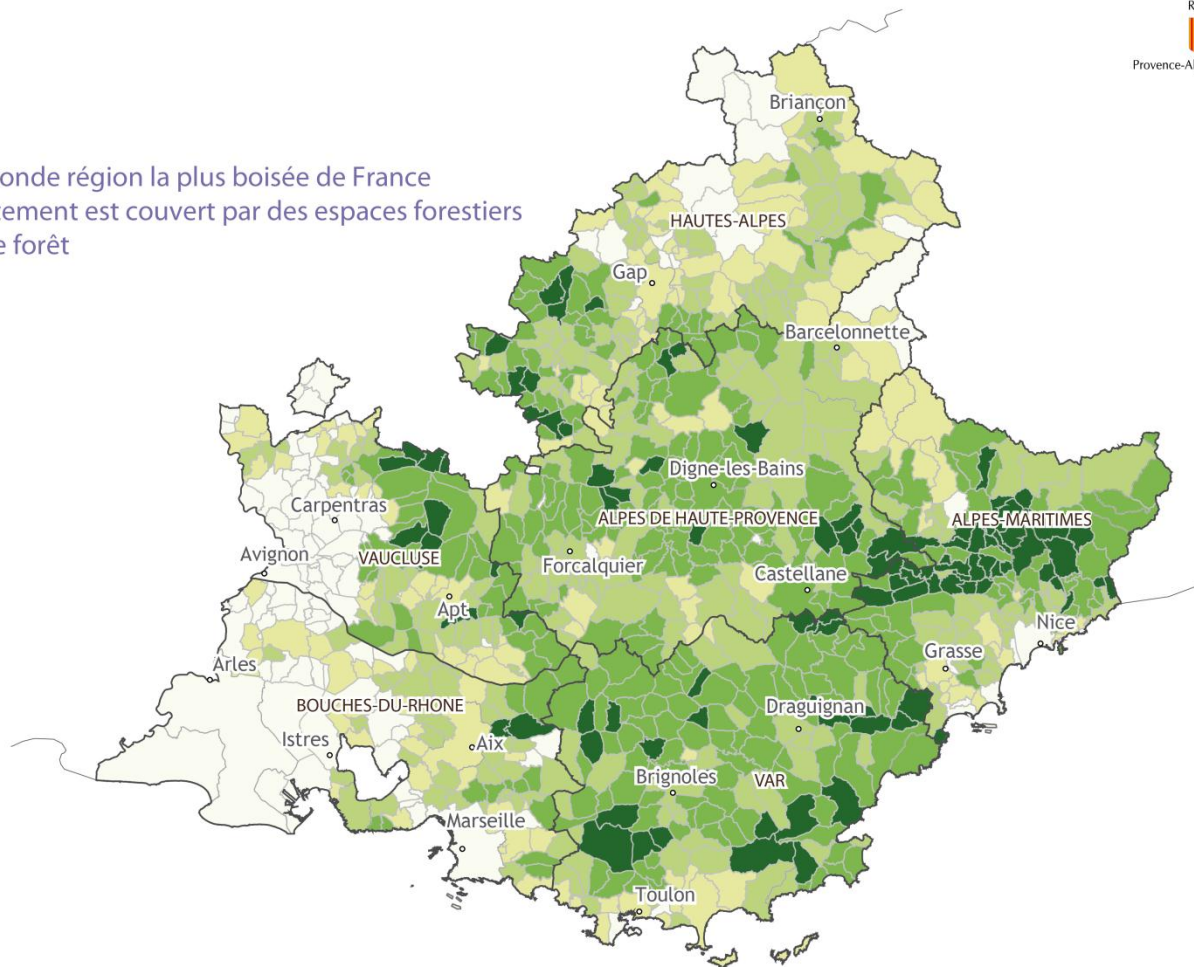 Provence-Al
onde région la plus boisée de France
tement est couvert par des espaces forestiers
e forêt
Briançon
HAUTES-ALPES
Gap
Barcelonnette
Digne-les-Bains
Carpentras
ALPES DE HAUTE-PROVENCE
ALPES-MARITIMES
Avignon
VAUCLUSE
Forcalquier
Castellane
Apt
Nice
Grasse
Arles
BOUCHES-DU-RHONE
Draguignan
Istres
Aix
Brignoles
VAR
Marseille
Toulon